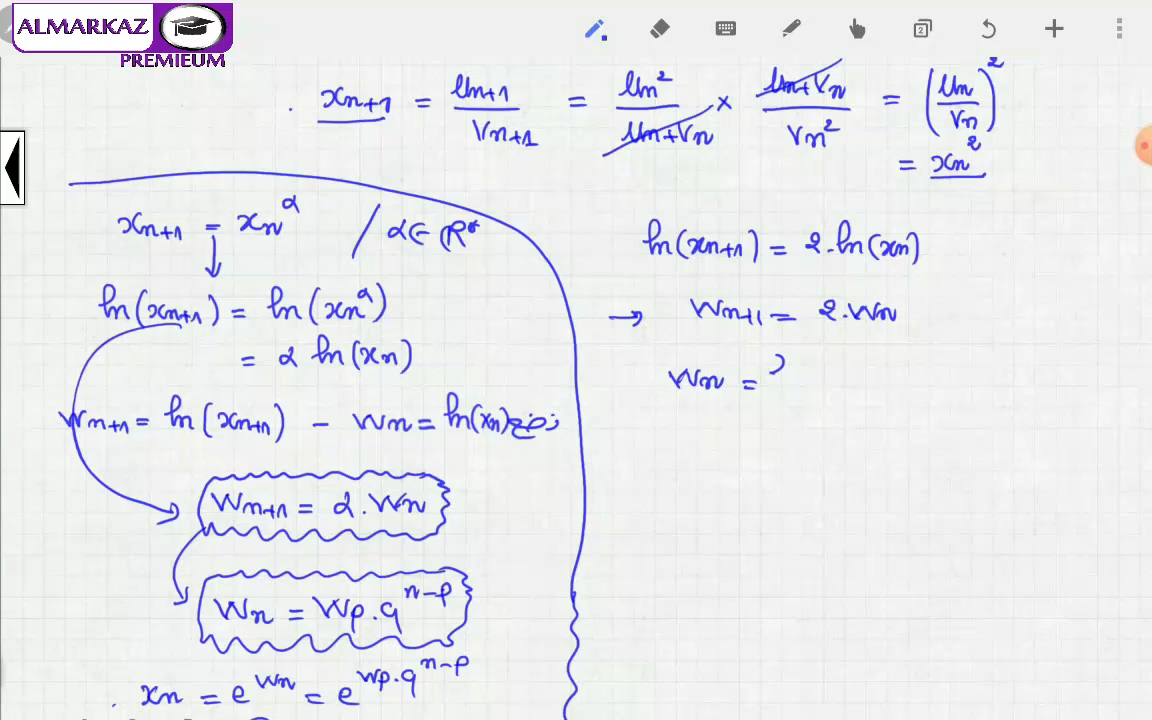 ALMARKAZ
PREMIEUM
2
. xn+1 = Un+1/Vn+1 = Un²/(Un+Vn) × (Un+Vn)/Vn² = (Un/Vn)²
= xn²
xn+1 = xn^α / α ∈ ℝ*
ln(xn+1) = ln(xn^α)
= α ln(xn)
Wn+1 = ln(xn+1) - Wn = ln(xn) نضع
Wn+1 = α.Wn
Wn = Wp.q^(n-p)
. xn = e^Wn = e^(Wp.q^(n-p))
ln(xn+1) = 2.ln(xn)
→ Wn+1 = 2.Wn
Wn =